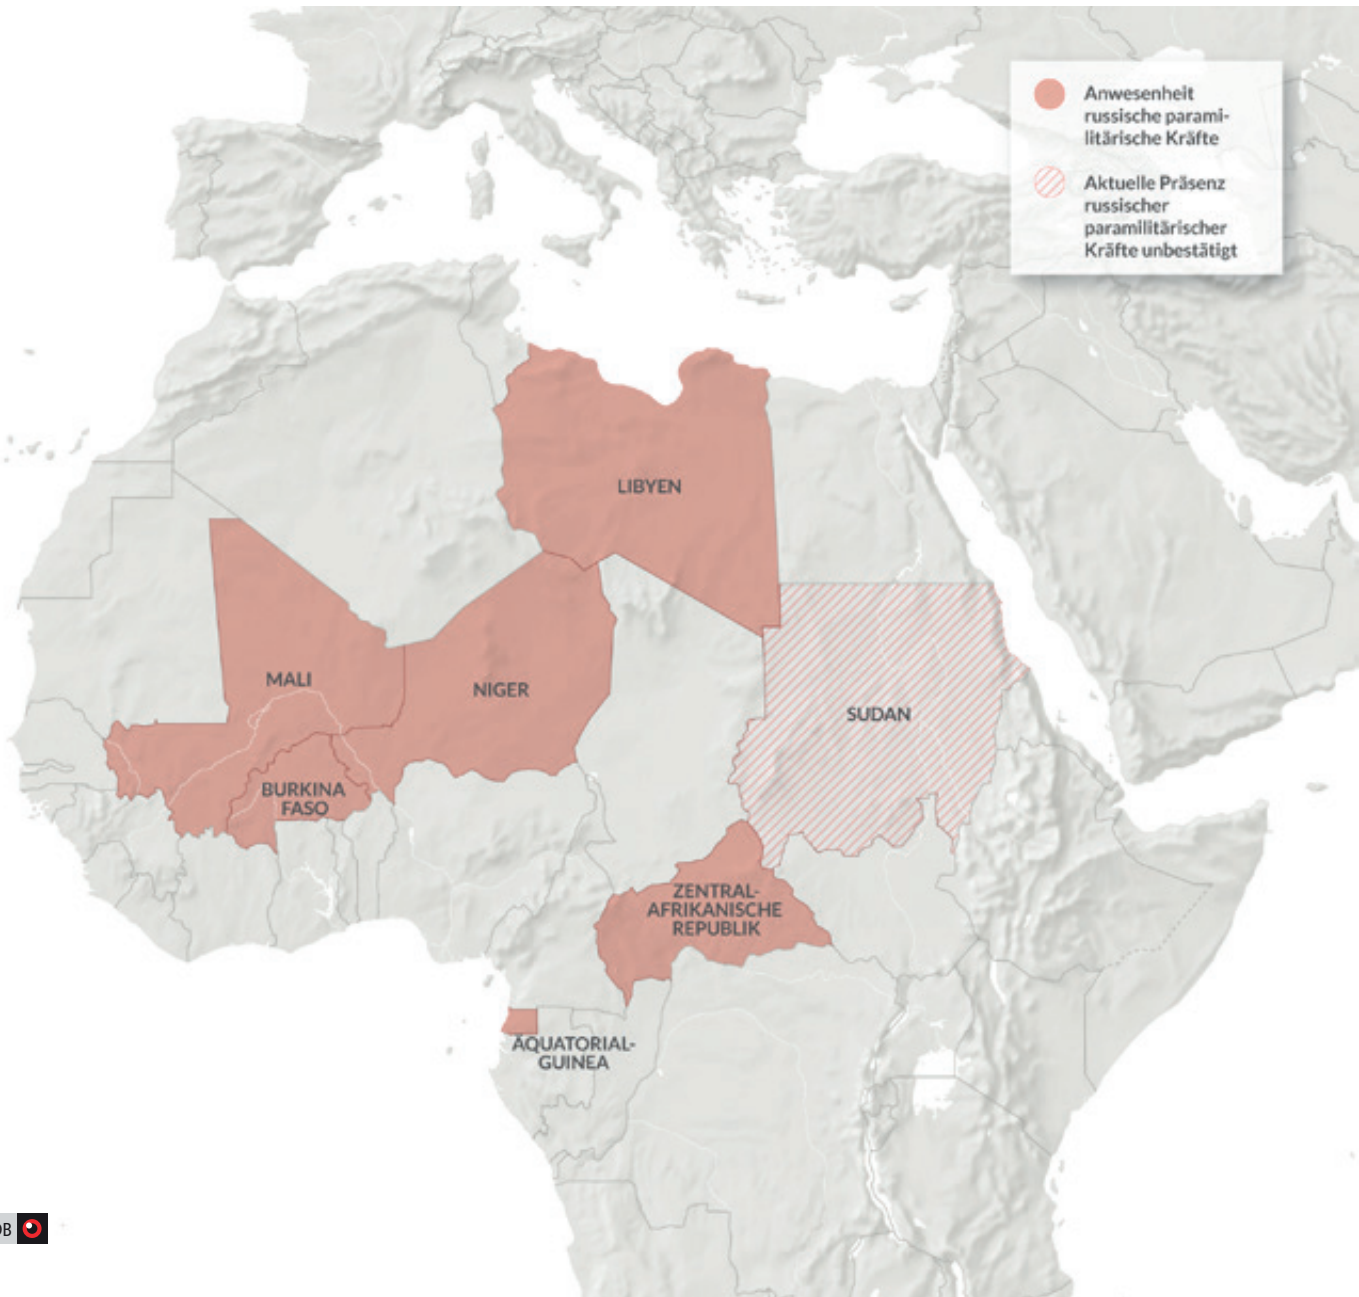 Anwesenheit
russische parami-
litärische Kräfte
Aktuelle Präsenz
russischer
paramilitärischer
Kräfte unbestätigt
LIBYEN
MALI
NIGER
SUDAN
BURKINA
FASO
ZENTRAL-
AFRIKANISCHE
REPUBLIK
ÄQUATORIAL-
GUINEA